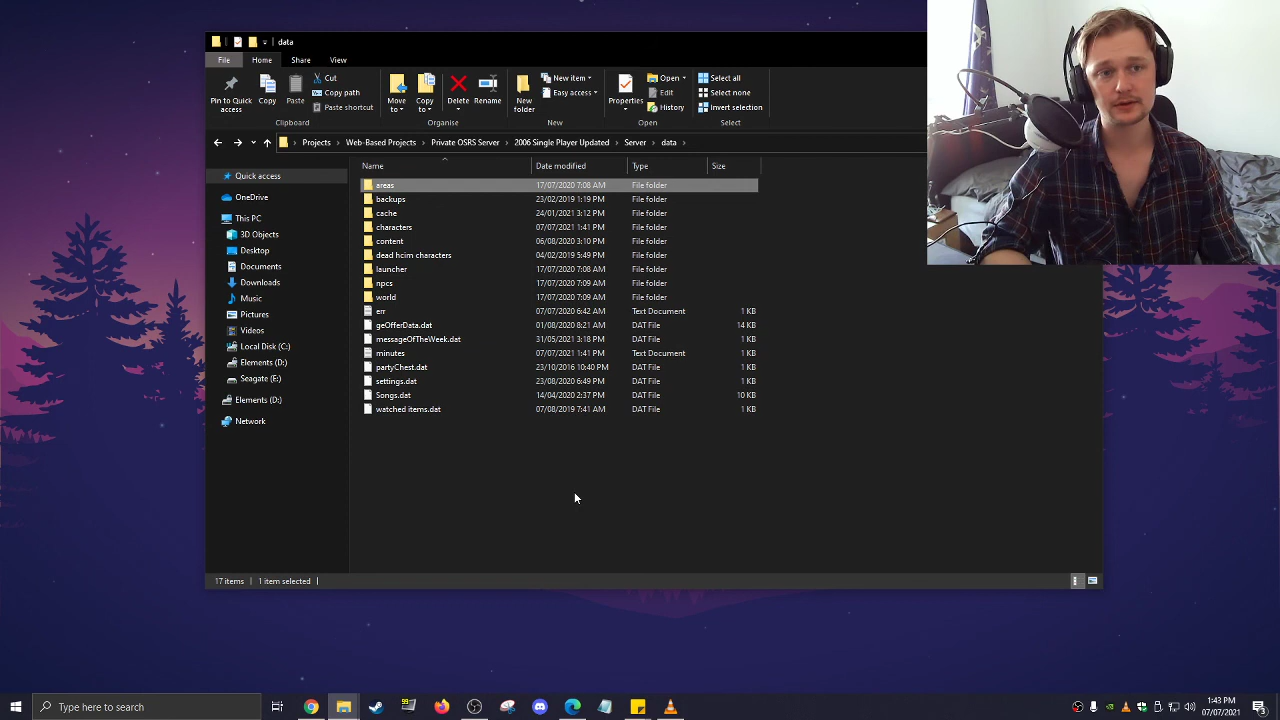 data
File Home Share View
Pin to Quick access
Copy
Paste
Cut
Copy path
Paste shortcut
Clipboard
Move to
Copy to
Delete
Rename
Organise
New folder
New item
Easy access
New
Properties
Open
Edit
History
Open
Select all
Select none
Invert selection
Select
Projects > Web-Based Projects > Private OSRS Server > 2006 Single Player Updated > Server > data >
Quick access
OneDrive
This PC
3D Objects
Desktop
Documents
Downloads
Music
Pictures
Videos
Local Disk (C:)
Elements (D:)
Seagate (E:)
Elements (D:)
Network
Name Date modified Type Size
areas 17/07/2020 7:08 AM File folder
backups 23/02/2019 1:19 PM File folder
cache 24/01/2021 3:12 PM File folder
characters 07/07/2021 1:41 PM File folder
content 06/08/2020 3:10 PM File folder
dead hcim characters 04/02/2019 5:49 PM File folder
launcher 17/07/2020 7:08 AM File folder
npcs 17/07/2020 7:09 AM File folder
world 17/07/2020 7:09 AM File folder
err 07/07/2020 6:42 AM Text Document 1 KB
geOfferData.dat 01/08/2020 8:21 AM DAT File 14 KB
messageOfTheWeek.dat 31/05/2021 3:18 PM DAT File 1 KB
minutes 07/07/2021 1:41 PM Text Document 1 KB
partyChest.dat 23/10/2016 10:40 PM DAT File 1 KB
settings.dat 23/08/2020 6:49 PM DAT File 1 KB
Songs.dat 14/04/2020 2:37 PM DAT File 10 KB
watched items.dat 07/08/2019 7:41 AM DAT File 1 KB
17 items 1 item selected
Type here to search
1:43 PM
07/07/2021